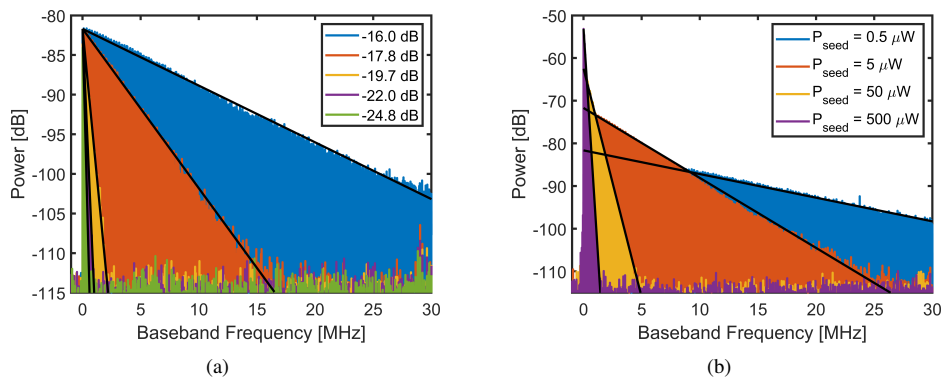 -80
-85
-90
-95
-100
-105
-110
-115
Power [dB]
0 5 10 15 20 25 30
Baseband Frequency [MHz]
-16.0 dB
-17.8 dB
-19.7 dB
-22.0 dB
-24.8 dB
(a)
-50
-60
-70
-80
-90
-100
-110
Power [dB]
0 5 10 15 20 25 30
Baseband Frequency [MHz]
P_seed = 0.5 μW
P_seed = 5 μW
P_seed = 50 μW
P_seed = 500 μW
(b)